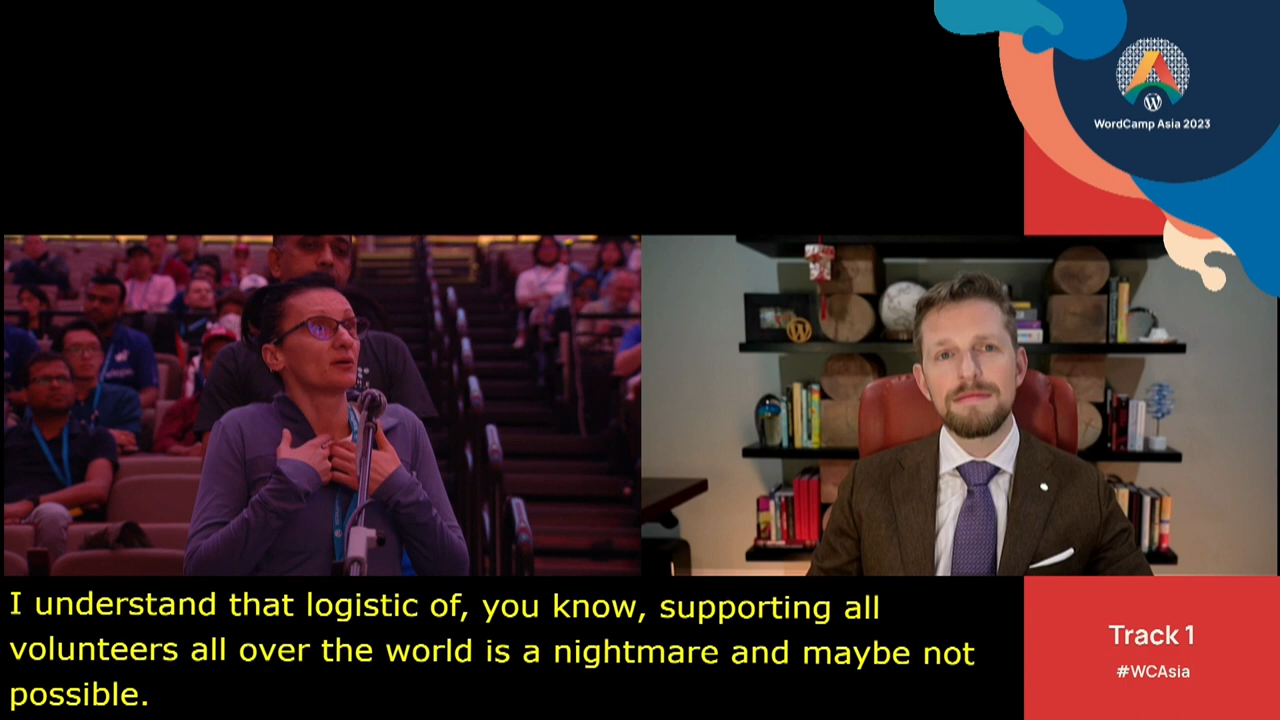 WordCamp Asia 2023
I understand that logistic of, you know, supporting all
volunteers all over the world is a nightmare and maybe not
possible.
Track 1
#WCAsia